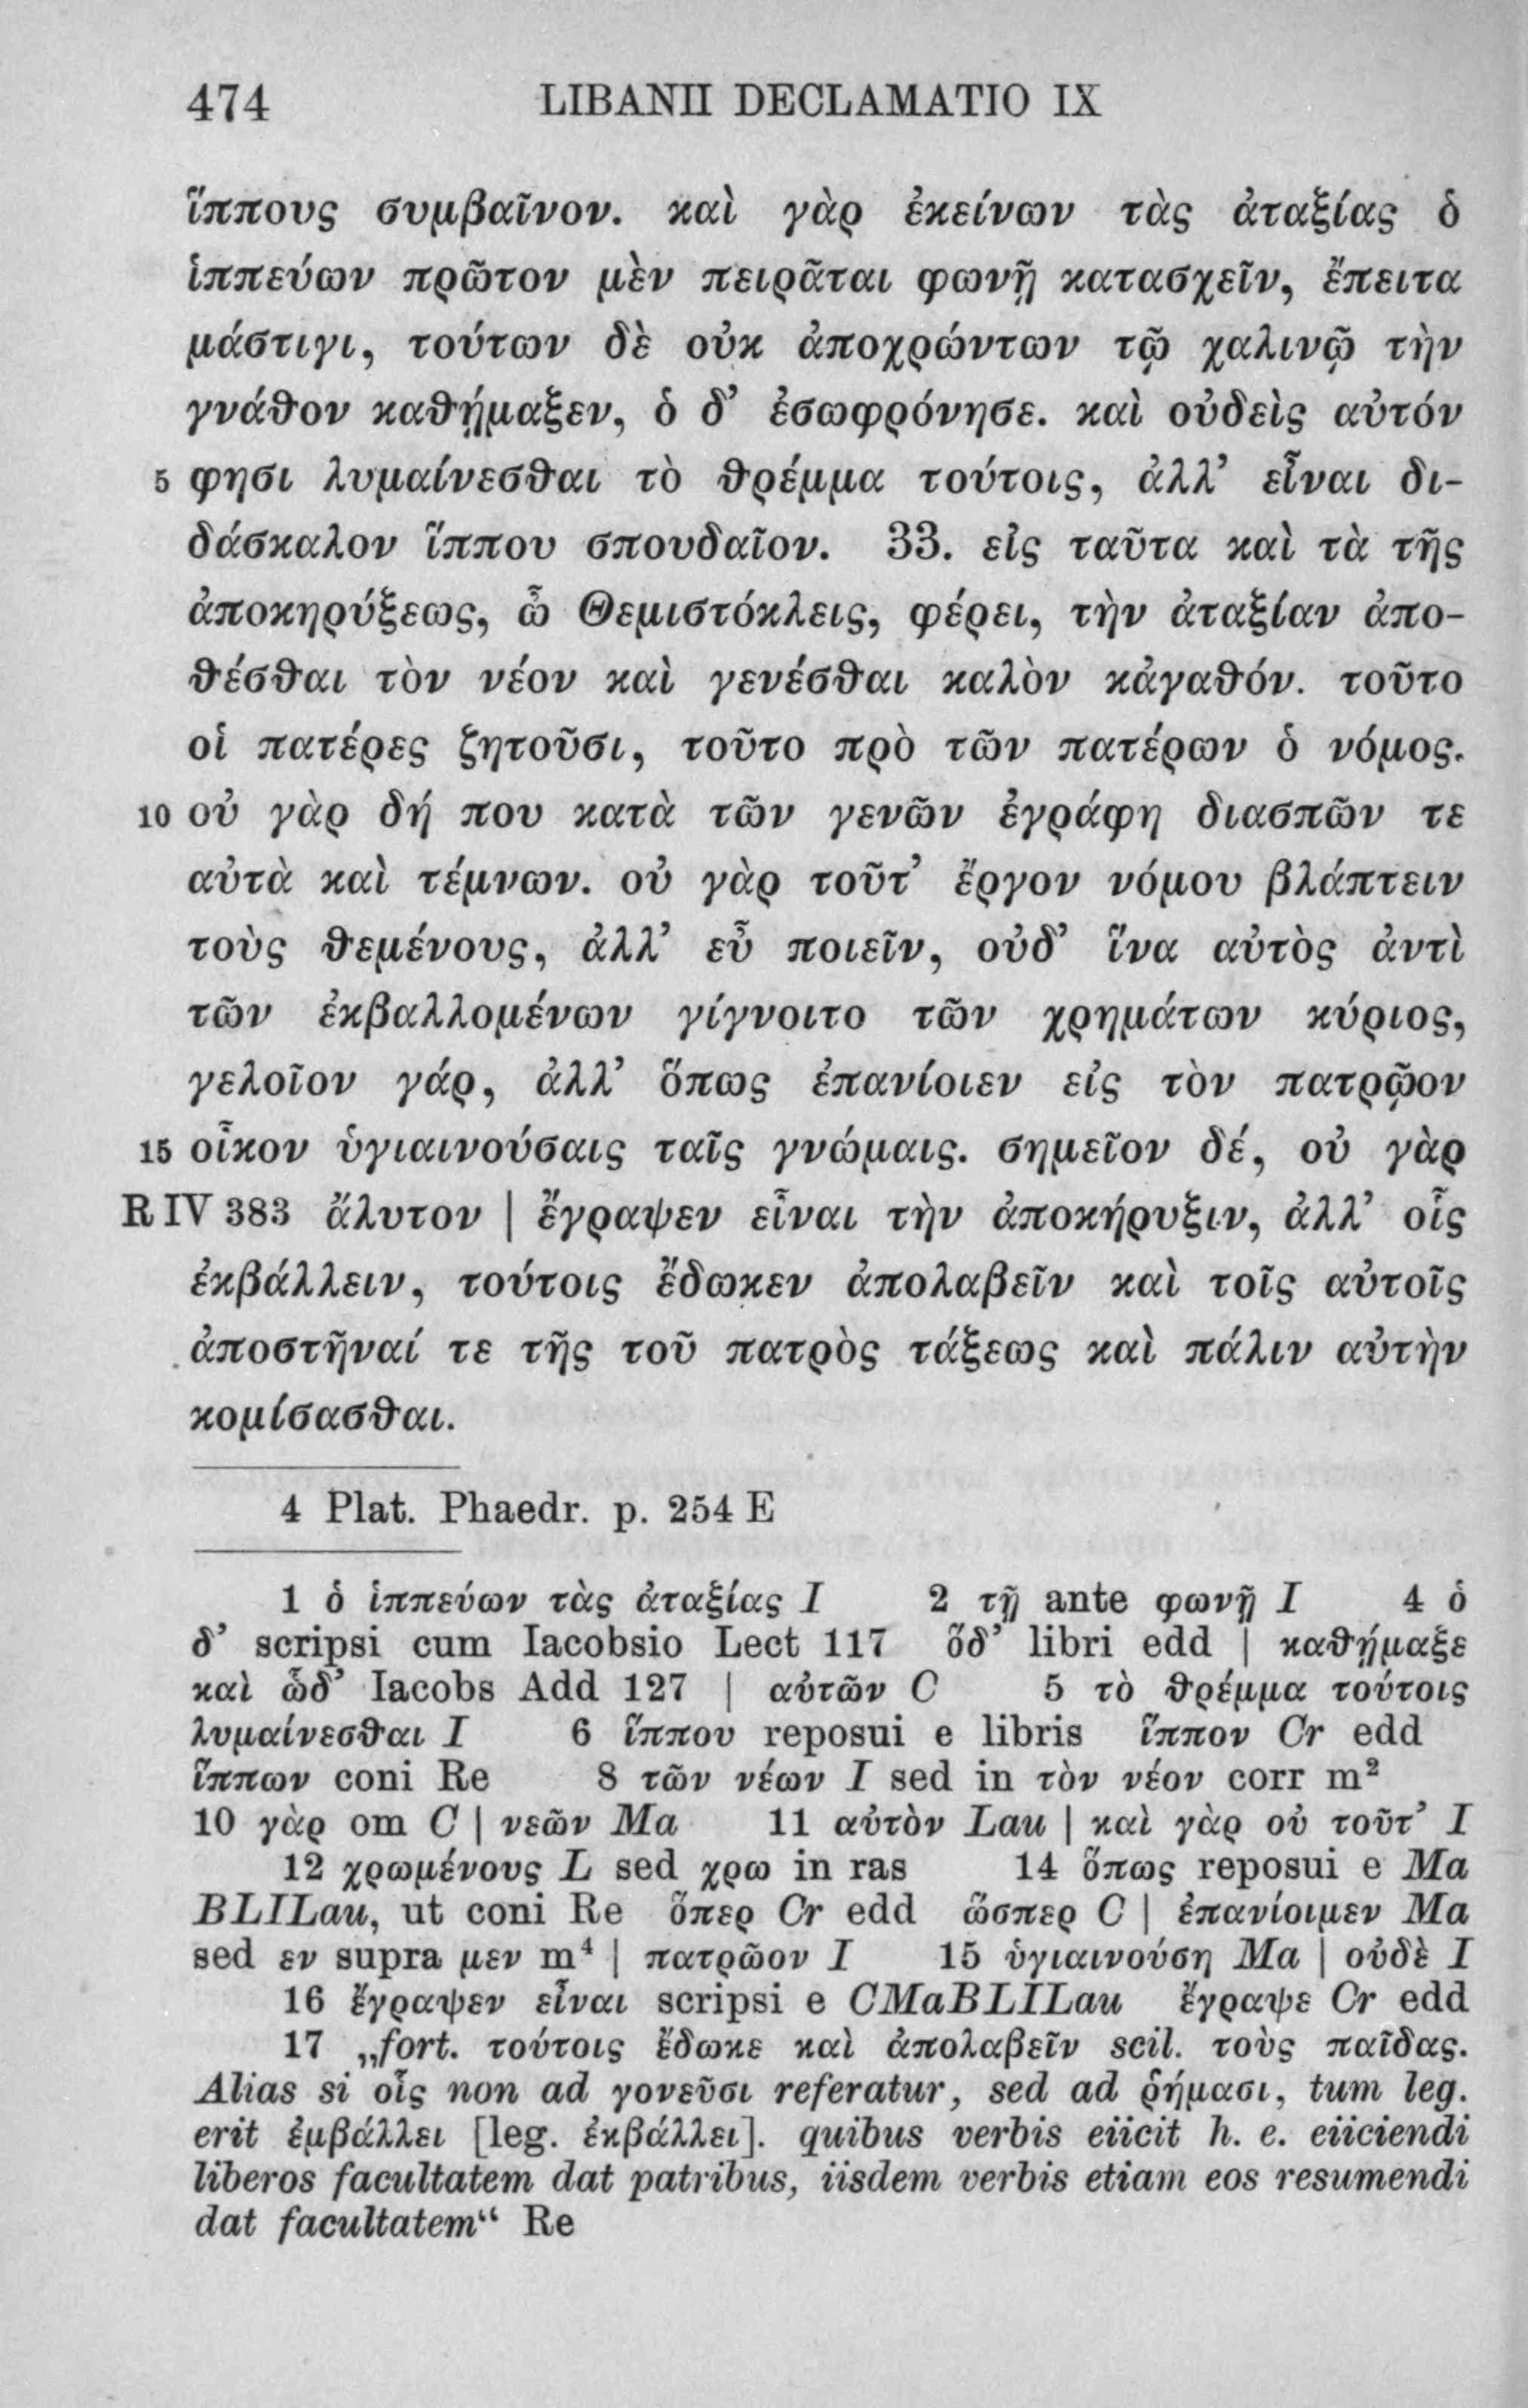 474 LIBANII DECLAMATIO IX
ἵππους συμβαῖνον. καὶ γὰρ ἐκείνων τὰς ἀταξίας ὁ
ἱππεύων πρῶτον μὲν πειρᾶται φωνῇ κατασχεῖν, ἔπειτα
μάστιγι, τούτων δὲ οὐκ ἀποχρώντων τῷ χαλινῷ τὴν
γνάθον καθῄμαξεν, ὁ δ’ ἐσωφρόνησε. καὶ οὐδεὶς αὐτόν
5 φησι λυμαίνεσθαι τὸ θρέμμα τούτοις, ἀλλ’ εἶναι δι-
δάσκαλον ἵππου σπουδαῖον. 33. εἰς ταῦτα καὶ τὰ τῆς
ἀποκηρύξεως, ὦ Θεμιστόκλεις, φέρει, τὴν ἀταξίαν ἀπο-
θέσθαι τὸν νέον καὶ γενέσθαι καλὸν κἀγαθόν. τοῦτο
οἱ πατέρες ζητοῦσι, τοῦτο πρὸ τῶν πατέρων ὁ νόμος.
10 οὐ γὰρ δή που κατὰ τῶν γενῶν ἐγράφη διασπῶν τε
αὐτὰ καὶ τέμνων. οὐ γὰρ τοῦτ’ ἔργον νόμου βλάπτειν
τοὺς θεμένους, ἀλλ’ εὖ ποιεῖν, οὐδ’ ἵνα αὐτὸς ἀντὶ
τῶν ἐκβαλλομένων γίγνοιτο τῶν χρημάτων κύριος,
γελοῖον γάρ, ἀλλ’ ὅπως ἐπανίοιεν εἰς τὸν πατρῷον
15 οἶκον ὑγιαινούσαις ταῖς γνώμαις. σημεῖον δέ, οὐ γὰρ
R IV 383 ἄλυτον | ἔγραψεν εἶναι τὴν ἀποκήρυξιν, ἀλλ’ οἷς
ἐκβάλλειν, τούτοις ἔδωκεν ἀπολαβεῖν καὶ τοῖς αὐτοῖς
ἀποστῆναί τε τῆς τοῦ πατρὸς τάξεως καὶ πάλιν αὐτὴν
κομίσασθαι.
4 Plat. Phaedr. p. 254 E
1 ὁ ἱππεύων τὰς ἀταξίας I 2 τῇ ante φωνῇ I 4 ὁ
δ’ scripsi cum Iacobsio Lect 117 ὅδ’ libri edd | καθῄμαξε
καὶ ὧδ’ Iacobs Add 127 | αὐτῶν C 5 τὸ θρέμμα τούτοις
λυμαίνεσθαι I 6 ἵππου reposui e libris ἵππον Cr edd
ἵππων coni Re 8 τῶν νέων I sed in τὸν νέον corr m²
10 γὰρ om C | νεῶν Ma 11 αὐτὸν Lau | καὶ γὰρ οὐ τοῦτ’ I
12 χρωμένους L sed χρω in ras 14 ὅπως reposui e Ma
BLILau, ut coni Re ὅπερ Cr edd ὥσπερ C | ἐπανίοιμεν Ma
sed εν supra μεν m⁴ | πατρῶον I 15 ὑγιαινούση Ma | οὐδὲ I
16 ἔγραψεν εἶναι scripsi e CMaBLILau ἔγραψε Cr edd
17 „fort. τούτοις ἔδωκε καὶ ἀπολαβεῖν scil. τοὺς παῖδας.
Alias si οἷς non ad γονεῦσι referatur, sed ad ῥήμασι, tum leg.
erit ἐμβάλλει [leg. ἐκβάλλει]. quibus verbis eiicit h. e. eiiciendi
liberos facultatem dat patribus, iisdem verbis etiam eos resumendi
dat facultatem“ Re